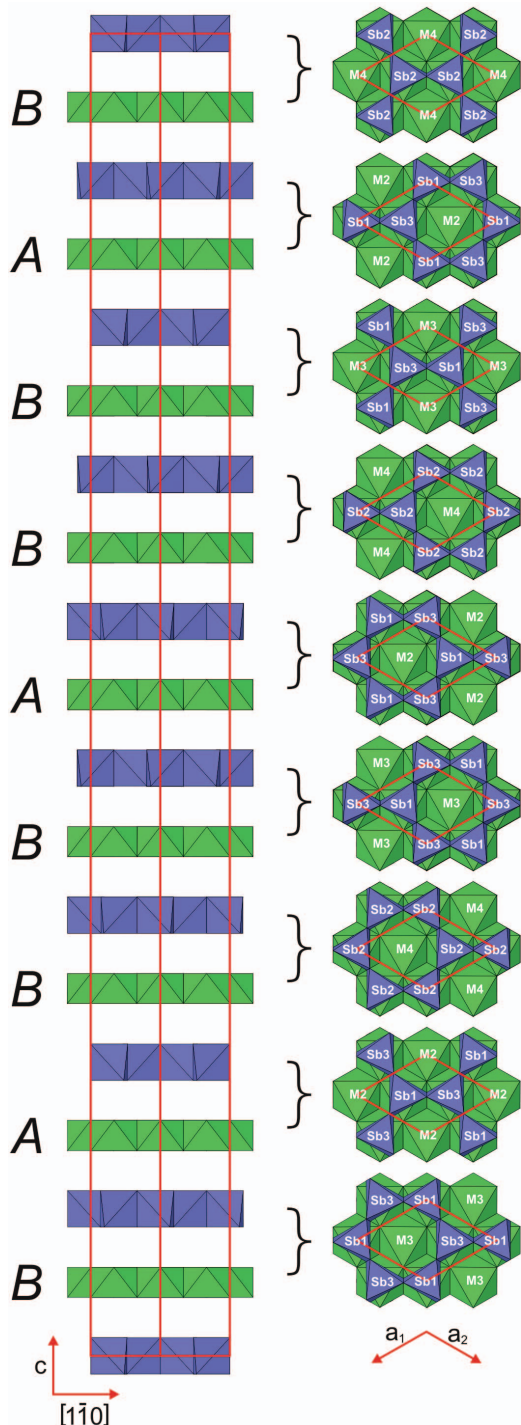 B
Sb2 M4 Sb2
M4 Sb2 Sb2 M4
Sb2 M4 Sb2
A
M2 Sb1 Sb3
Sb1 Sb3 M2 Sb1
M2 Sb1 Sb3
B
Sb1 M3 Sb3
M3 Sb3 Sb1 M3
Sb1 M3 Sb3
B
M4 Sb2 Sb2
Sb2 Sb2 M4 Sb2
M4 Sb2 Sb2
A
Sb1 Sb3 M2
Sb3 M2 Sb1 Sb3
Sb1 Sb3 M2
B
M3 Sb3 Sb1
Sb3 Sb1 M3 Sb3
M3 Sb3 Sb1
B
Sb2 Sb2 M4
Sb2 M4 Sb2 Sb2
Sb2 Sb2 M4
A
Sb3 M2 Sb1
M2 Sb1 Sb3 M2
Sb3 M2 Sb1
B
Sb3 Sb1 M3
Sb1 M3 Sb3 Sb1
Sb3 Sb1 M3
c
[11̄0]
a₁ a₂